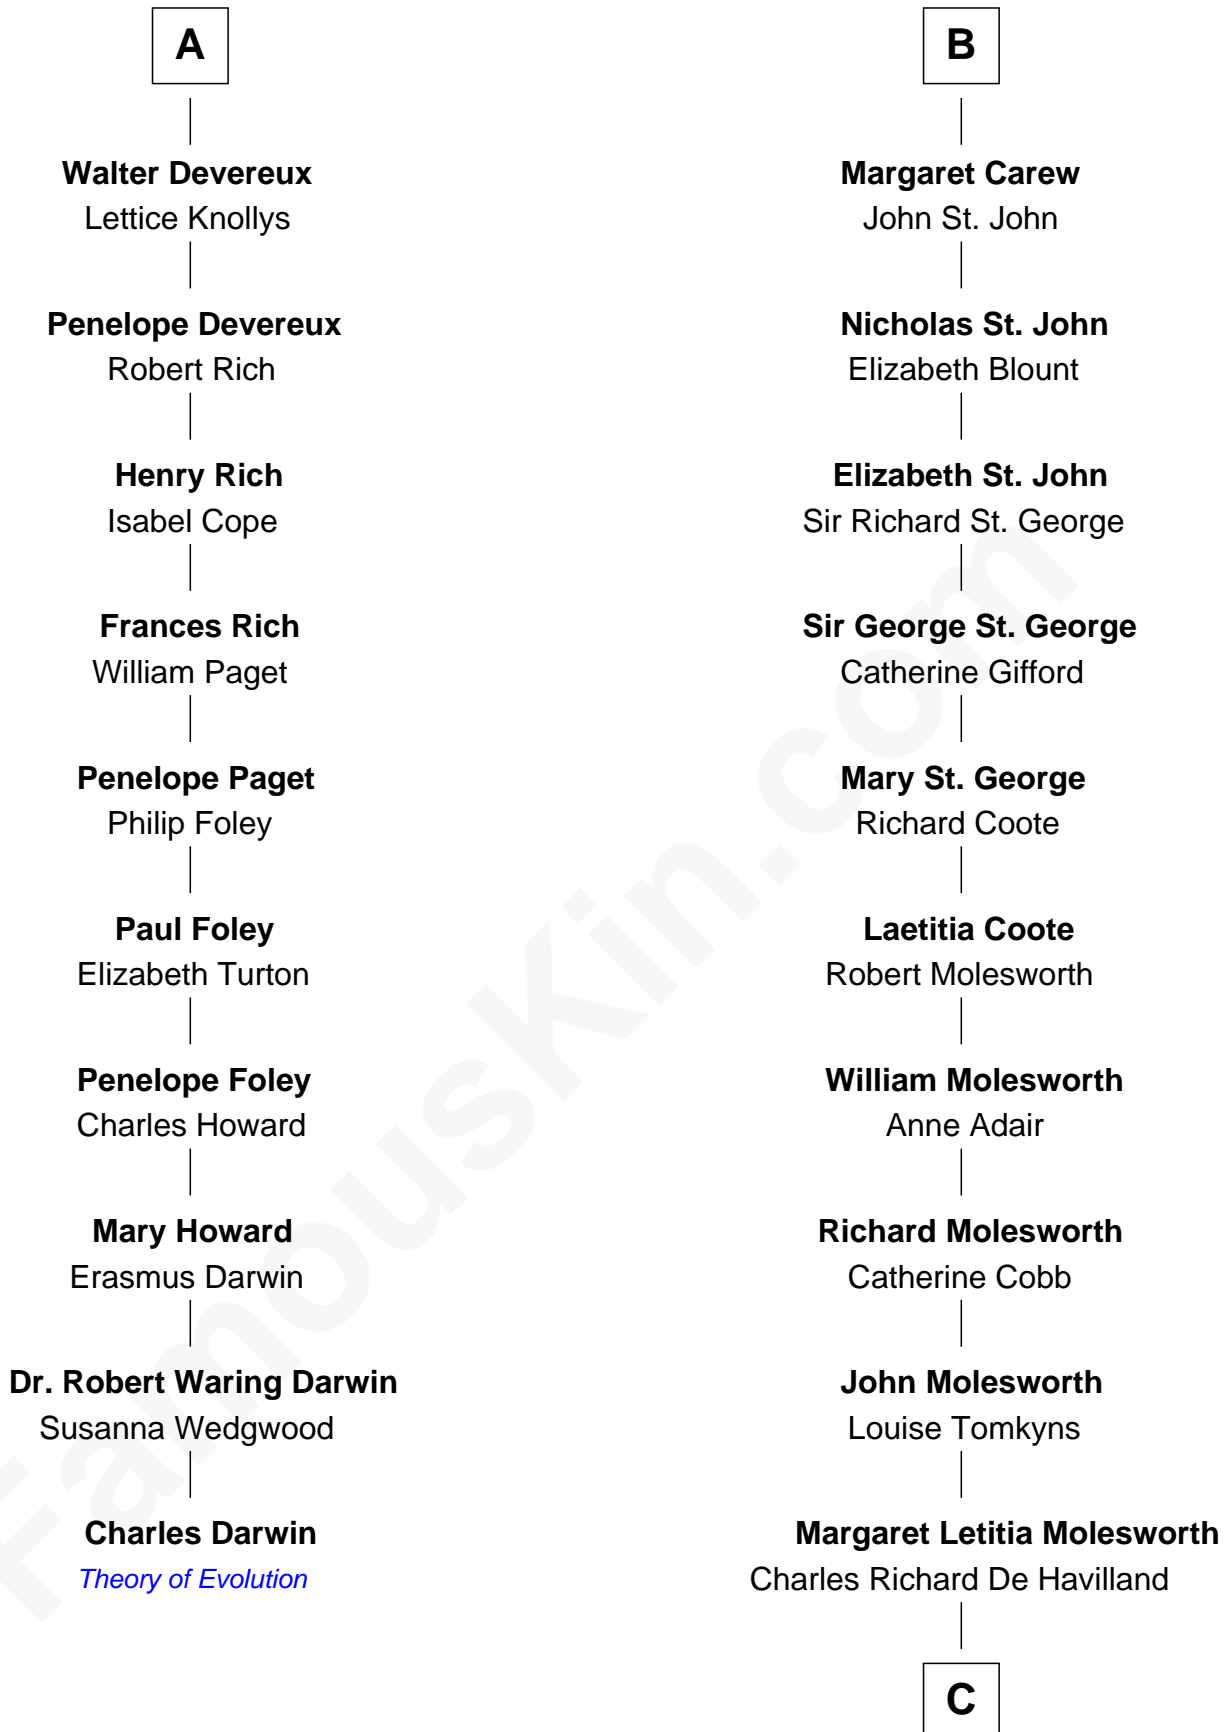 A
Walter Devereux
Lettice Knollys
Penelope Devereux
Robert Rich
Henry Rich
Isabel Cope
Frances Rich
William Paget
Penelope Paget
Philip Foley
Paul Foley
Elizabeth Turton
Penelope Foley
Charles Howard
Mary Howard
Erasmus Darwin
Dr. Robert Waring Darwin
Susanna Wedgwood
Charles Darwin
Theory of Evolution
B
Margaret Carew
John St. John
Nicholas St. John
Elizabeth Blount
Elizabeth St. John
Sir Richard St. George
Sir George St. George
Catherine Gifford
Mary St. George
Richard Coote
Laetitia Coote
Robert Molesworth
William Molesworth
Anne Adair
Richard Molesworth
Catherine Cobb
John Molesworth
Louise Tomkyns
Margaret Letitia Molesworth
Charles Richard De Havilland
C
FamousKin.com